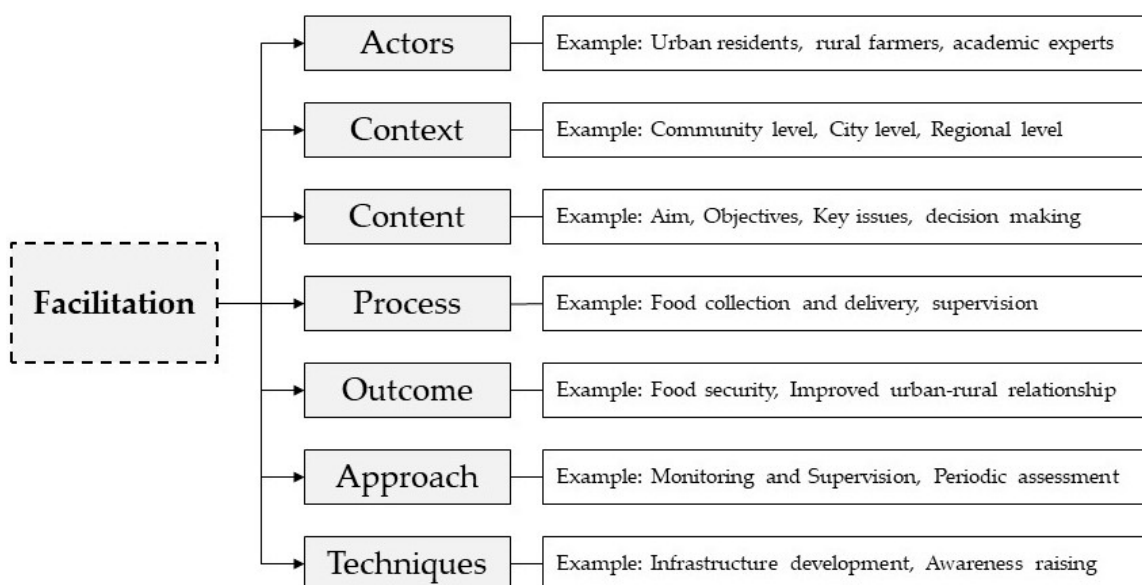 Actors
Example: Urban residents, rural farmers, academic experts
Context
Example: Community level, City level, Regional level
Content
Example: Aim, Objectives, Key issues, decision making
Facilitation
Process
Example: Food collection and delivery, supervision
Outcome
Example: Food security, Improved urban-rural relationship
Approach
Example: Monitoring and Supervision, Periodic assessment
Techniques
Example: Infrastructure development, Awareness raising